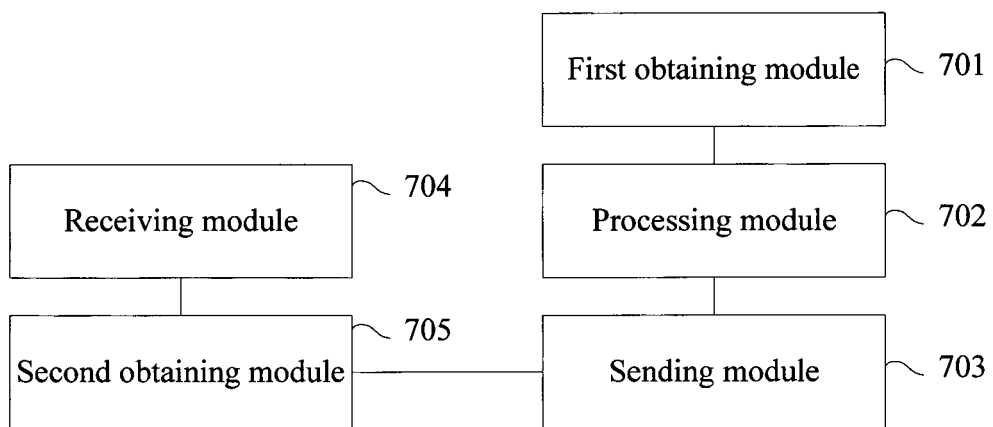 First obtaining module
701
704
Receiving module
Processing module
702
705
Second obtaining module
Sending module
703